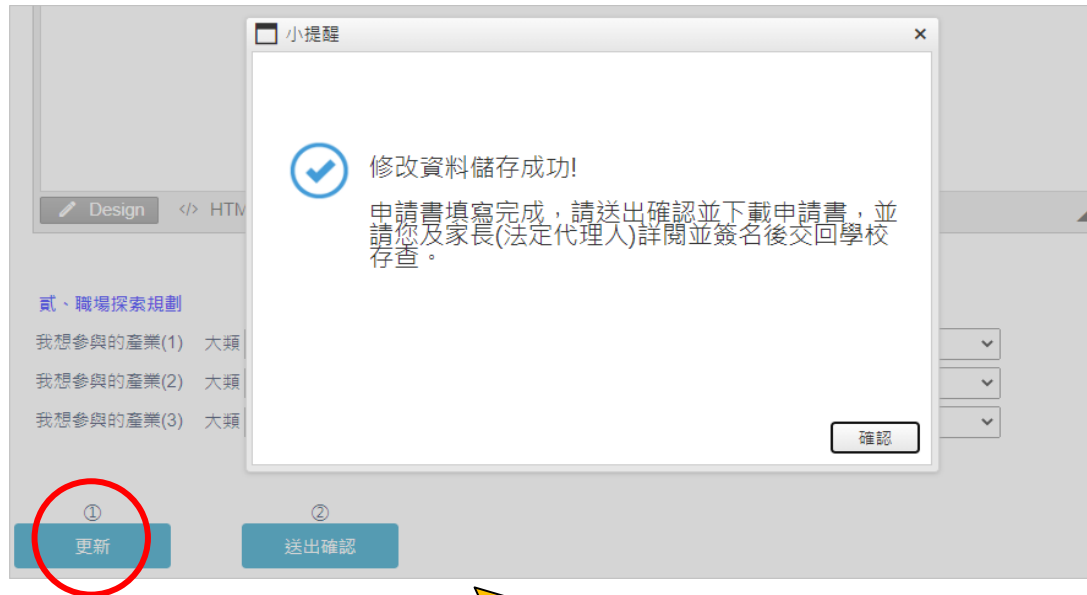 小提醒
×
修改資料儲存成功!
申請書填寫完成，請送出確認並下載申請書，並
請您及家長(法定代理人)詳閱並簽名後交回學校
存查。
Design </> HTM
貳、職場探索規劃
我想參與的產業(1) 大類
我想參與的產業(2) 大類
我想參與的產業(3) 大類
確認
① ②
更新 送出確認